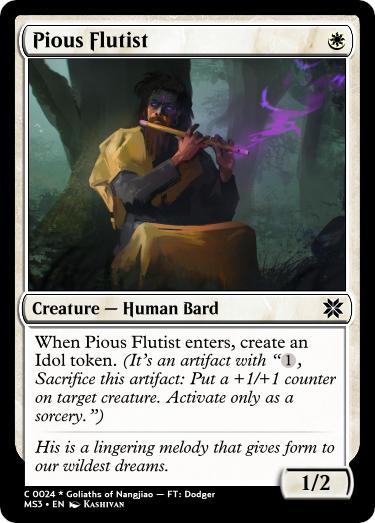 Pious Flutist
Creature — Human Bard
When Pious Flutist enters, create an
Idol token. (It's an artifact with “1,
Sacrifice this artifact: Put a +1/+1 counter
on target creature. Activate only as a
sorcery.”)
His is a lingering melody that gives form to
our wildest dreams.
1/2
C 0024 * Goliaths of Nangjiao — FT: Dodger
MS3 • EN Kashivan